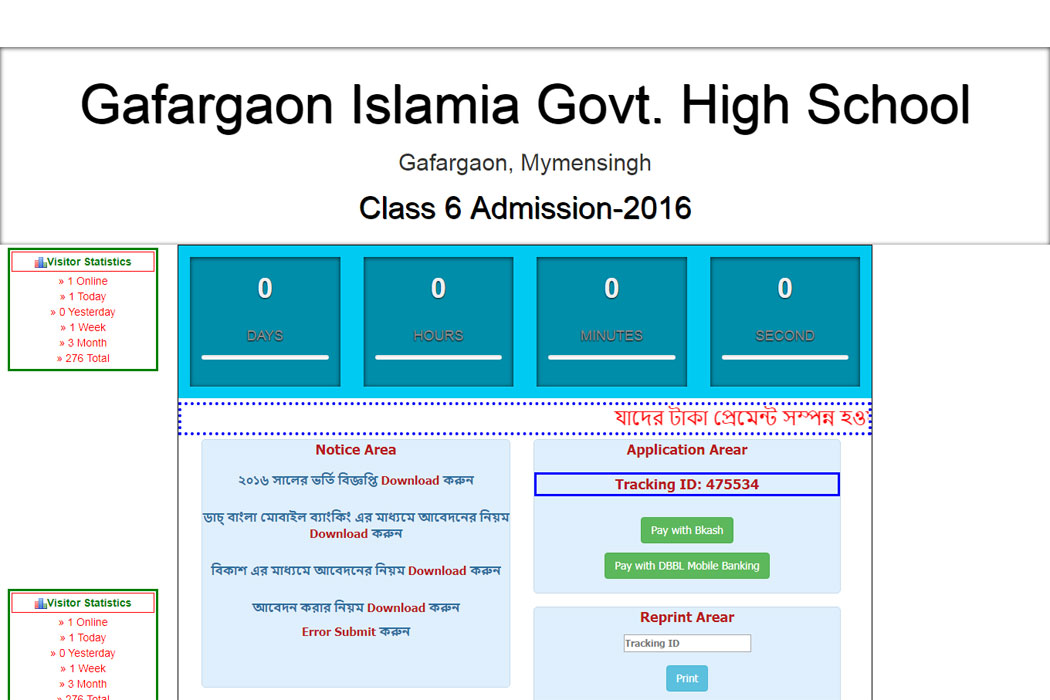 Gafargaon Islamia Govt. High School
Gafargaon, Mymensingh
Class 6 Admission-2016
Visitor Statistics
» 1 Online
» 1 Today
» 0 Yesterday
» 1 Week
» 3 Month
» 276 Total
0
DAYS
0
HOURS
0
MINUTES
0
SECOND
যাদের টাকা প্রেমেন্ট সম্পন্ন
Notice Area
২০১৬ সালের ভর্তি বিজ্ঞপ্তি Download করুন
ডাচ্ বাংলা মোবাইল ব্যাংকিং এর মাধ্যমে আবেদনের নিয়ম
Download করুন
বিকাশ এর মাধ্যমে আবেদনের নিয়ম Download করুন
আবেদন করার নিয়ম Download করুন
Error Submit করুন
Application Arear
Tracking ID: 475534
Pay with Bkash
Pay with DBBL Mobile Banking
Reprint Arear
Tracking ID
Print
Visitor Statistics
» 1 Online
» 1 Today
» 0 Yesterday
» 1 Week
» 3 Month
» 276 Total